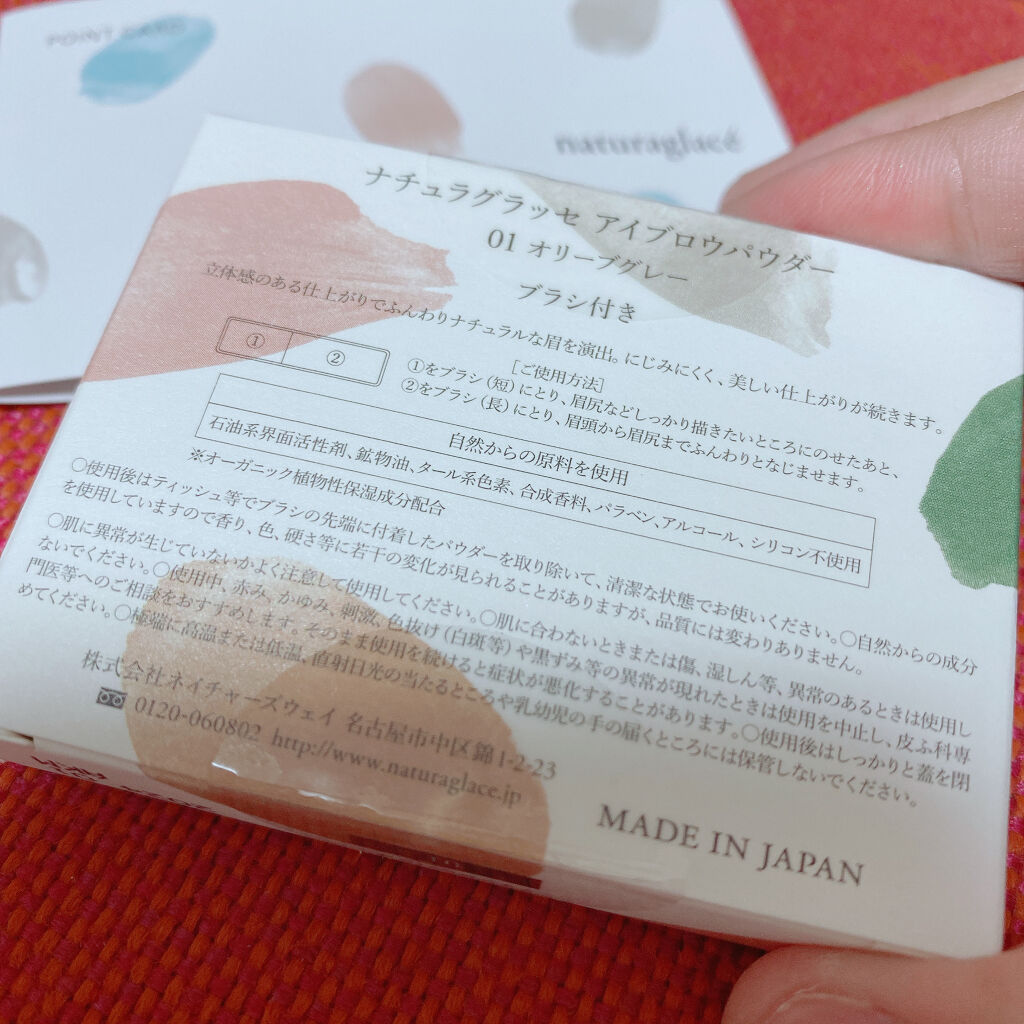 POINT CARD
naturaglacé
ナチュラグラッセ アイブロウパウダー
01 オリーブグレー
ブラシ付き
立体感のある仕上がりでふんわりナチュラルな眉を演出。にじみにくく、美しい仕上がりが続きます。
① ②
[ご使用方法]
①をブラシ(短)にとり、眉尻などしっかり描きたいところにのせたあと、
②をブラシ(長)にとり、眉頭から眉尻までふんわりとなじませます。
自然からの原料を使用
石油系界面活性剤、鉱物油、タール系色素、合成香料、パラベン、アルコール、シリコン不使用
※オーガニック植物性保湿成分配合
○使用後はティッシュ等でブラシの先端に付着したパウダーを取り除いて、清潔な状態でお使いください。○自然からの成分
を使用していますので香り、色、硬さ等に若干の変化が見られることがありますが、品質には変わりありません。
○肌に異常が生じていないかよく注意して使用してください。○肌に合わないときまたは傷、湿しん等、異常のあるときは使用し
ないでください。○使用中、赤み、かゆみ、刺激、色抜け(白斑等)や黒ずみ等の異常が現れたときは使用を中止し、皮ふ科専
門医等へのご相談をおすすめします。そのまま使用を続けると症状が悪化することがあります。○使用後はしっかりと蓋を閉
めてください。○極端に高温または低温、直射日光の当たるところや乳幼児の手の届くところには保管しないでください。
株式会社ネイチャーズウェイ 名古屋市中区錦1-2-23
0120-060802 http://www.naturaglace.jp
MADE IN JAPAN